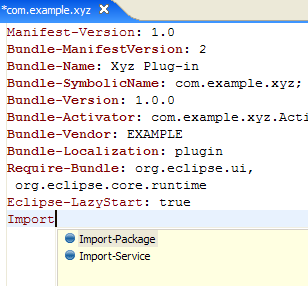 *com.example.xyz
Manifest-Version: 1.0
Bundle-ManifestVersion: 2
Bundle-Name: Xyz Plug-in
Bundle-SymbolicName: com.example.xyz;
Bundle-Version: 1.0.0
Bundle-Activator: com.example.xyz.Acti
Bundle-Vendor: EXAMPLE
Bundle-Localization: plugin
Require-Bundle: org.eclipse.ui,
 org.eclipse.core.runtime
Eclipse-LazyStart: true
Import
Import-Package
Import-Service